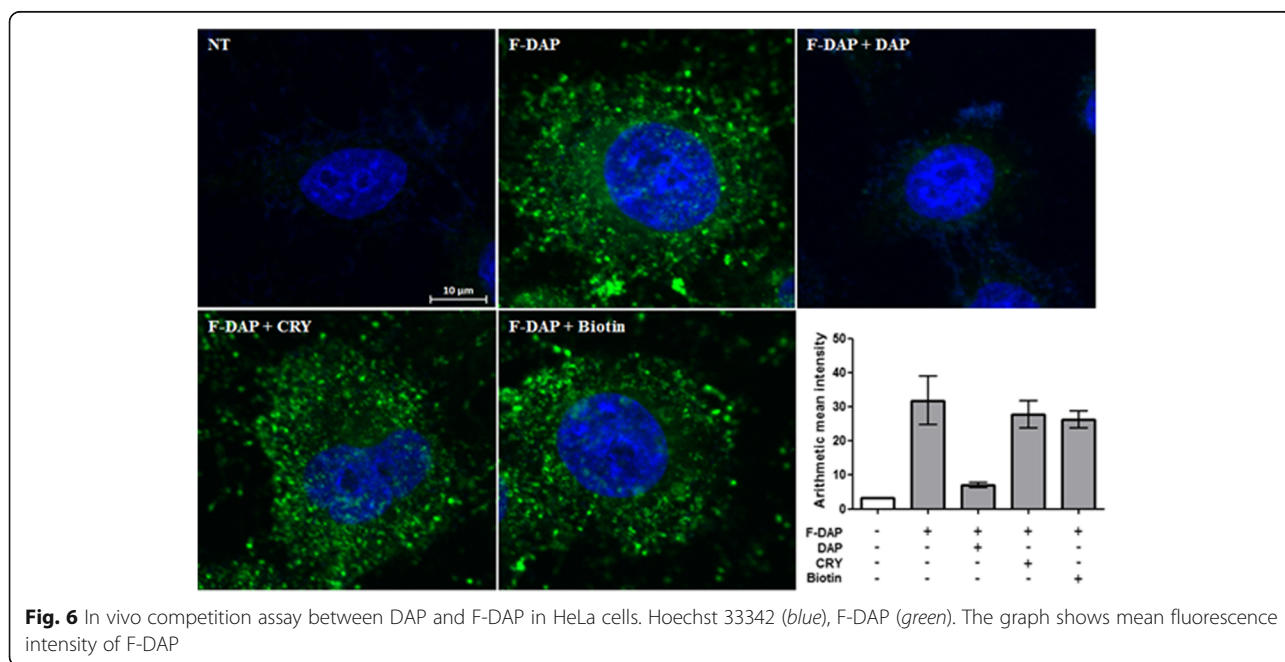 NT
F-DAP
F-DAP + DAP
10 µm
F-DAP + CRY
F-DAP + Biotin
Arithmetic mean intensity
50
40
30
20
10
0
F-DAP - + + + +
DAP - - + - -
CRY - - - + -
Biotin - - - - +
Fig. 6 In vivo competition assay between DAP and F-DAP in HeLa cells. Hoechst 33342 (blue), F-DAP (green). The graph shows mean fluorescence
intensity of F-DAP